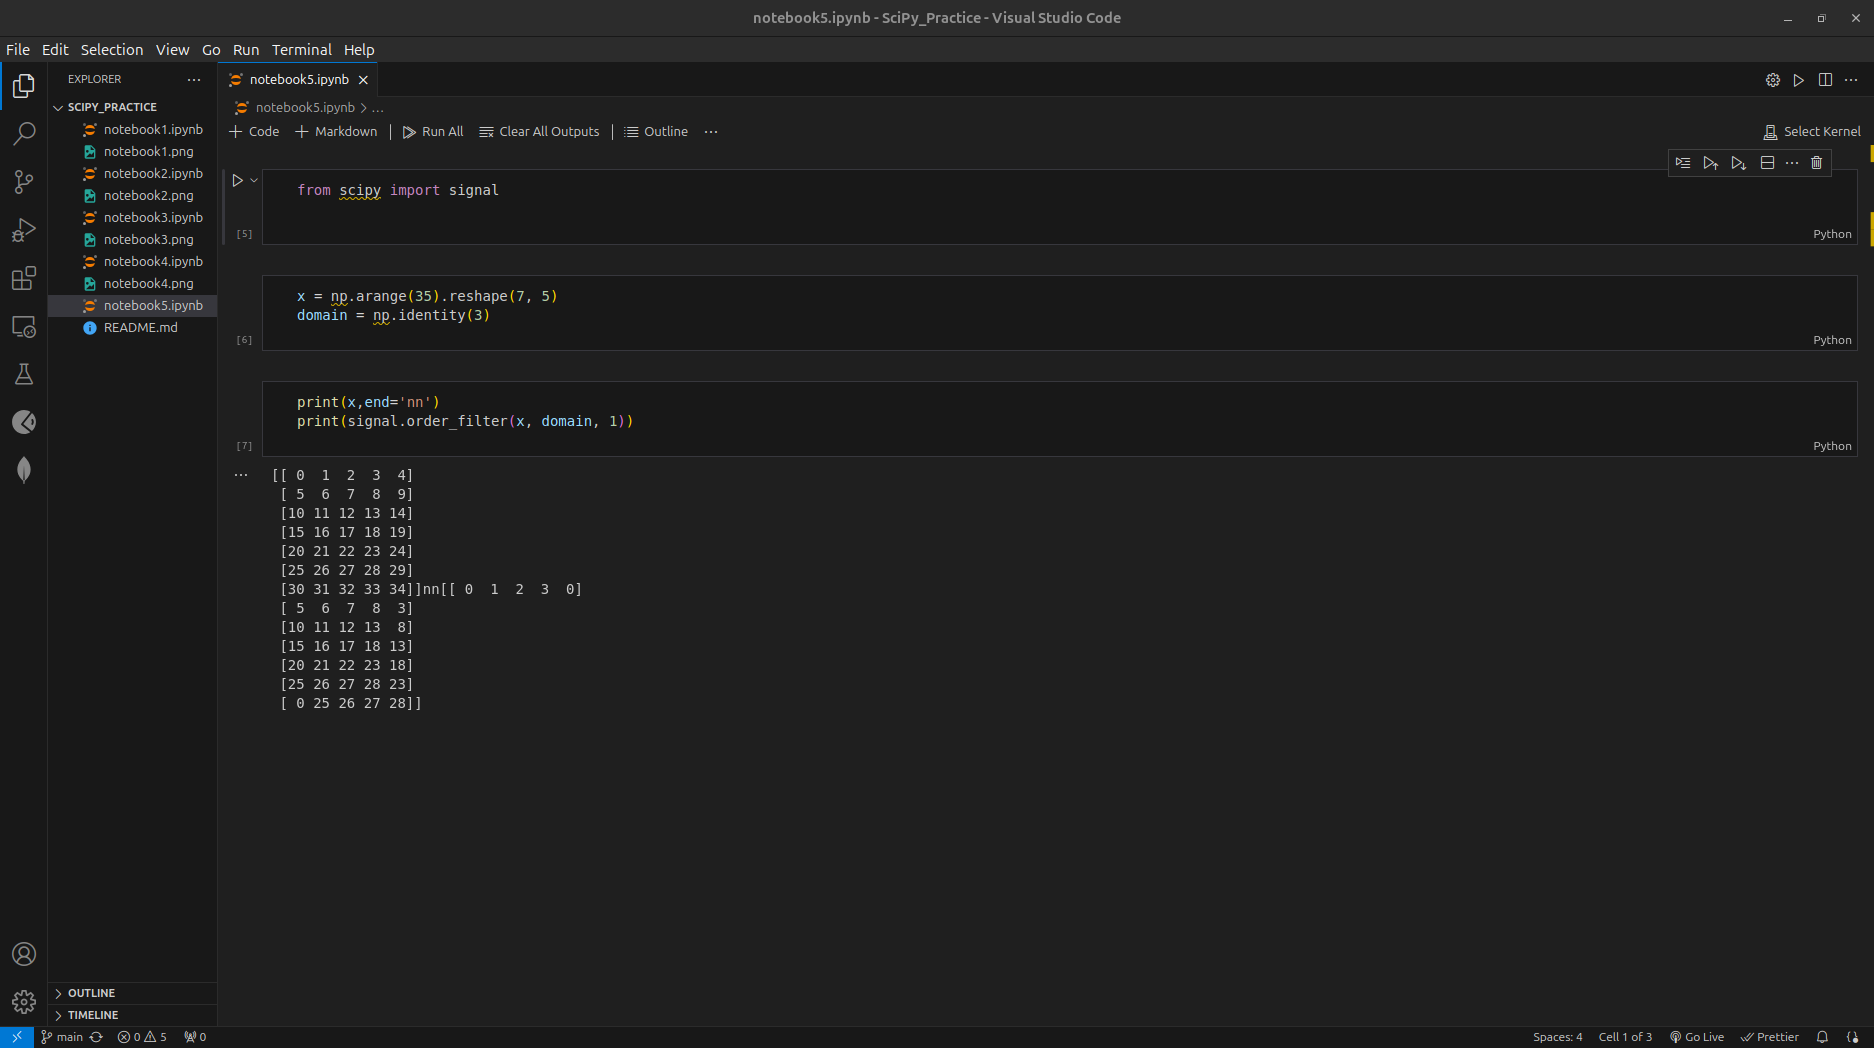 notebook5.ipynb - SciPy_Practice - Visual Studio Code
File Edit Selection View Go Run Terminal Help
EXPLORER
SCIPY_PRACTICE
notebook1.ipynb
notebook1.png
notebook2.ipynb
notebook2.png
notebook3.ipynb
notebook3.png
notebook4.ipynb
notebook4.png
notebook5.ipynb
README.md
OUTLINE
TIMELINE
notebook5.ipynb
notebook5.ipynb > ...
+ Code + Markdown | Run All Clear All Outputs | Outline ...
Select Kernel
from scipy import signal
[5]
Python
x = np.arange(35).reshape(7, 5)
domain = np.identity(3)
[6]
Python
print(x,end='nn')
print(signal.order_filter(x, domain, 1))
[7]
Python
[[ 0  1  2  3  4]
 [ 5  6  7  8  9]
 [10 11 12 13 14]
 [15 16 17 18 19]
 [20 21 22 23 24]
 [25 26 27 28 29]
 [30 31 32 33 34]]nn[[ 0  1  2  3  0]
 [ 5  6  7  8  3]
 [10 11 12 13  8]
 [15 16 17 18 13]
 [20 21 22 23 18]
 [25 26 27 28 23]
 [ 0 25 26 27 28]]
main 0 5 0
Spaces: 4 Cell 1 of 3 Go Live Prettier